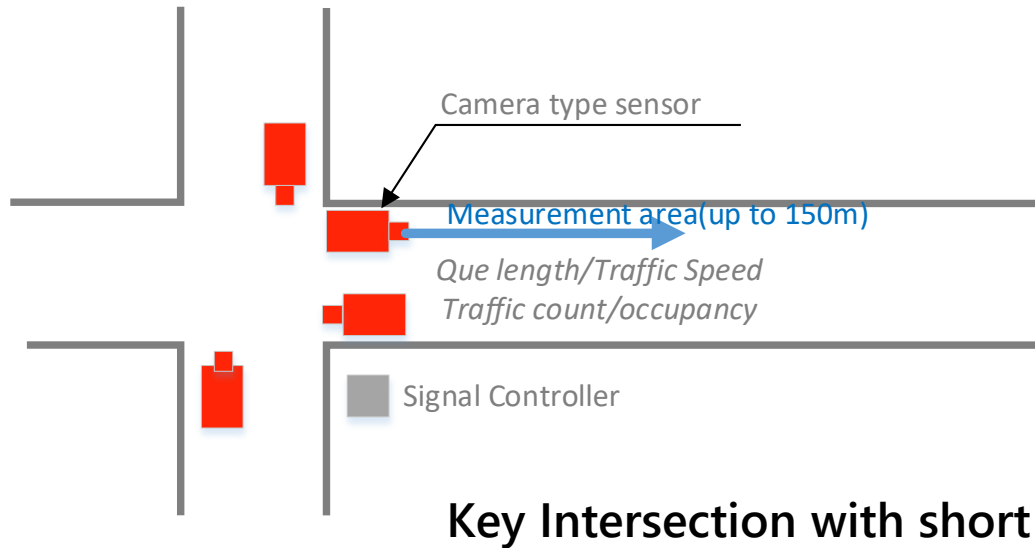 Camera type sensor
Measurement area(up to 150m)
Que length/Traffic Speed
Traffic count/occupancy
Signal Controller
Key Intersection with short